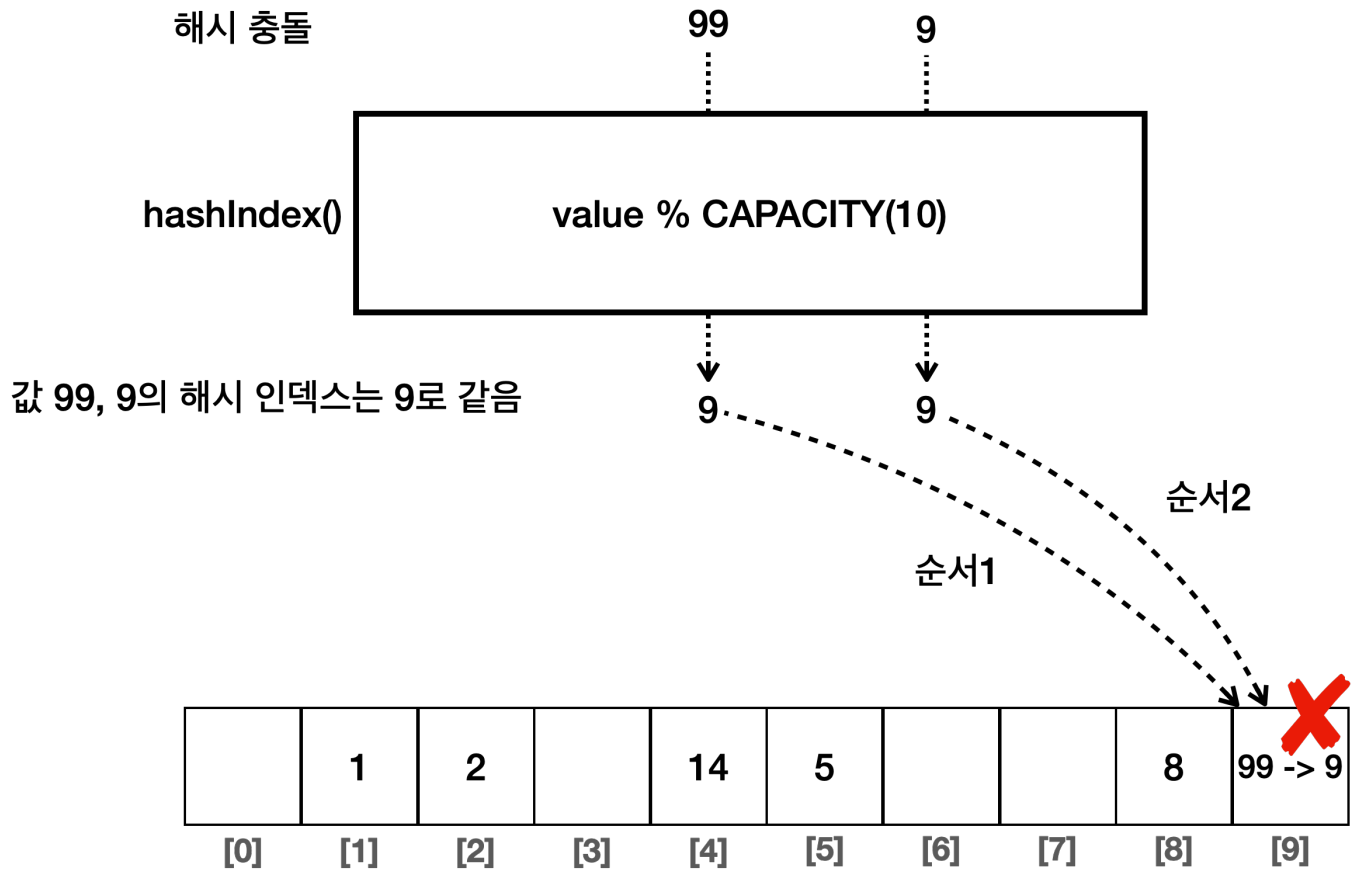 해시 충돌
99 9
hashIndex()
value % CAPACITY(10)
값 99, 9의 해시 인덱스는 9로 같음
9 9
순서2
순서1
1 2 14 5 8 99 -> 9
[0] [1] [2] [3] [4] [5] [6] [7] [8] [9]